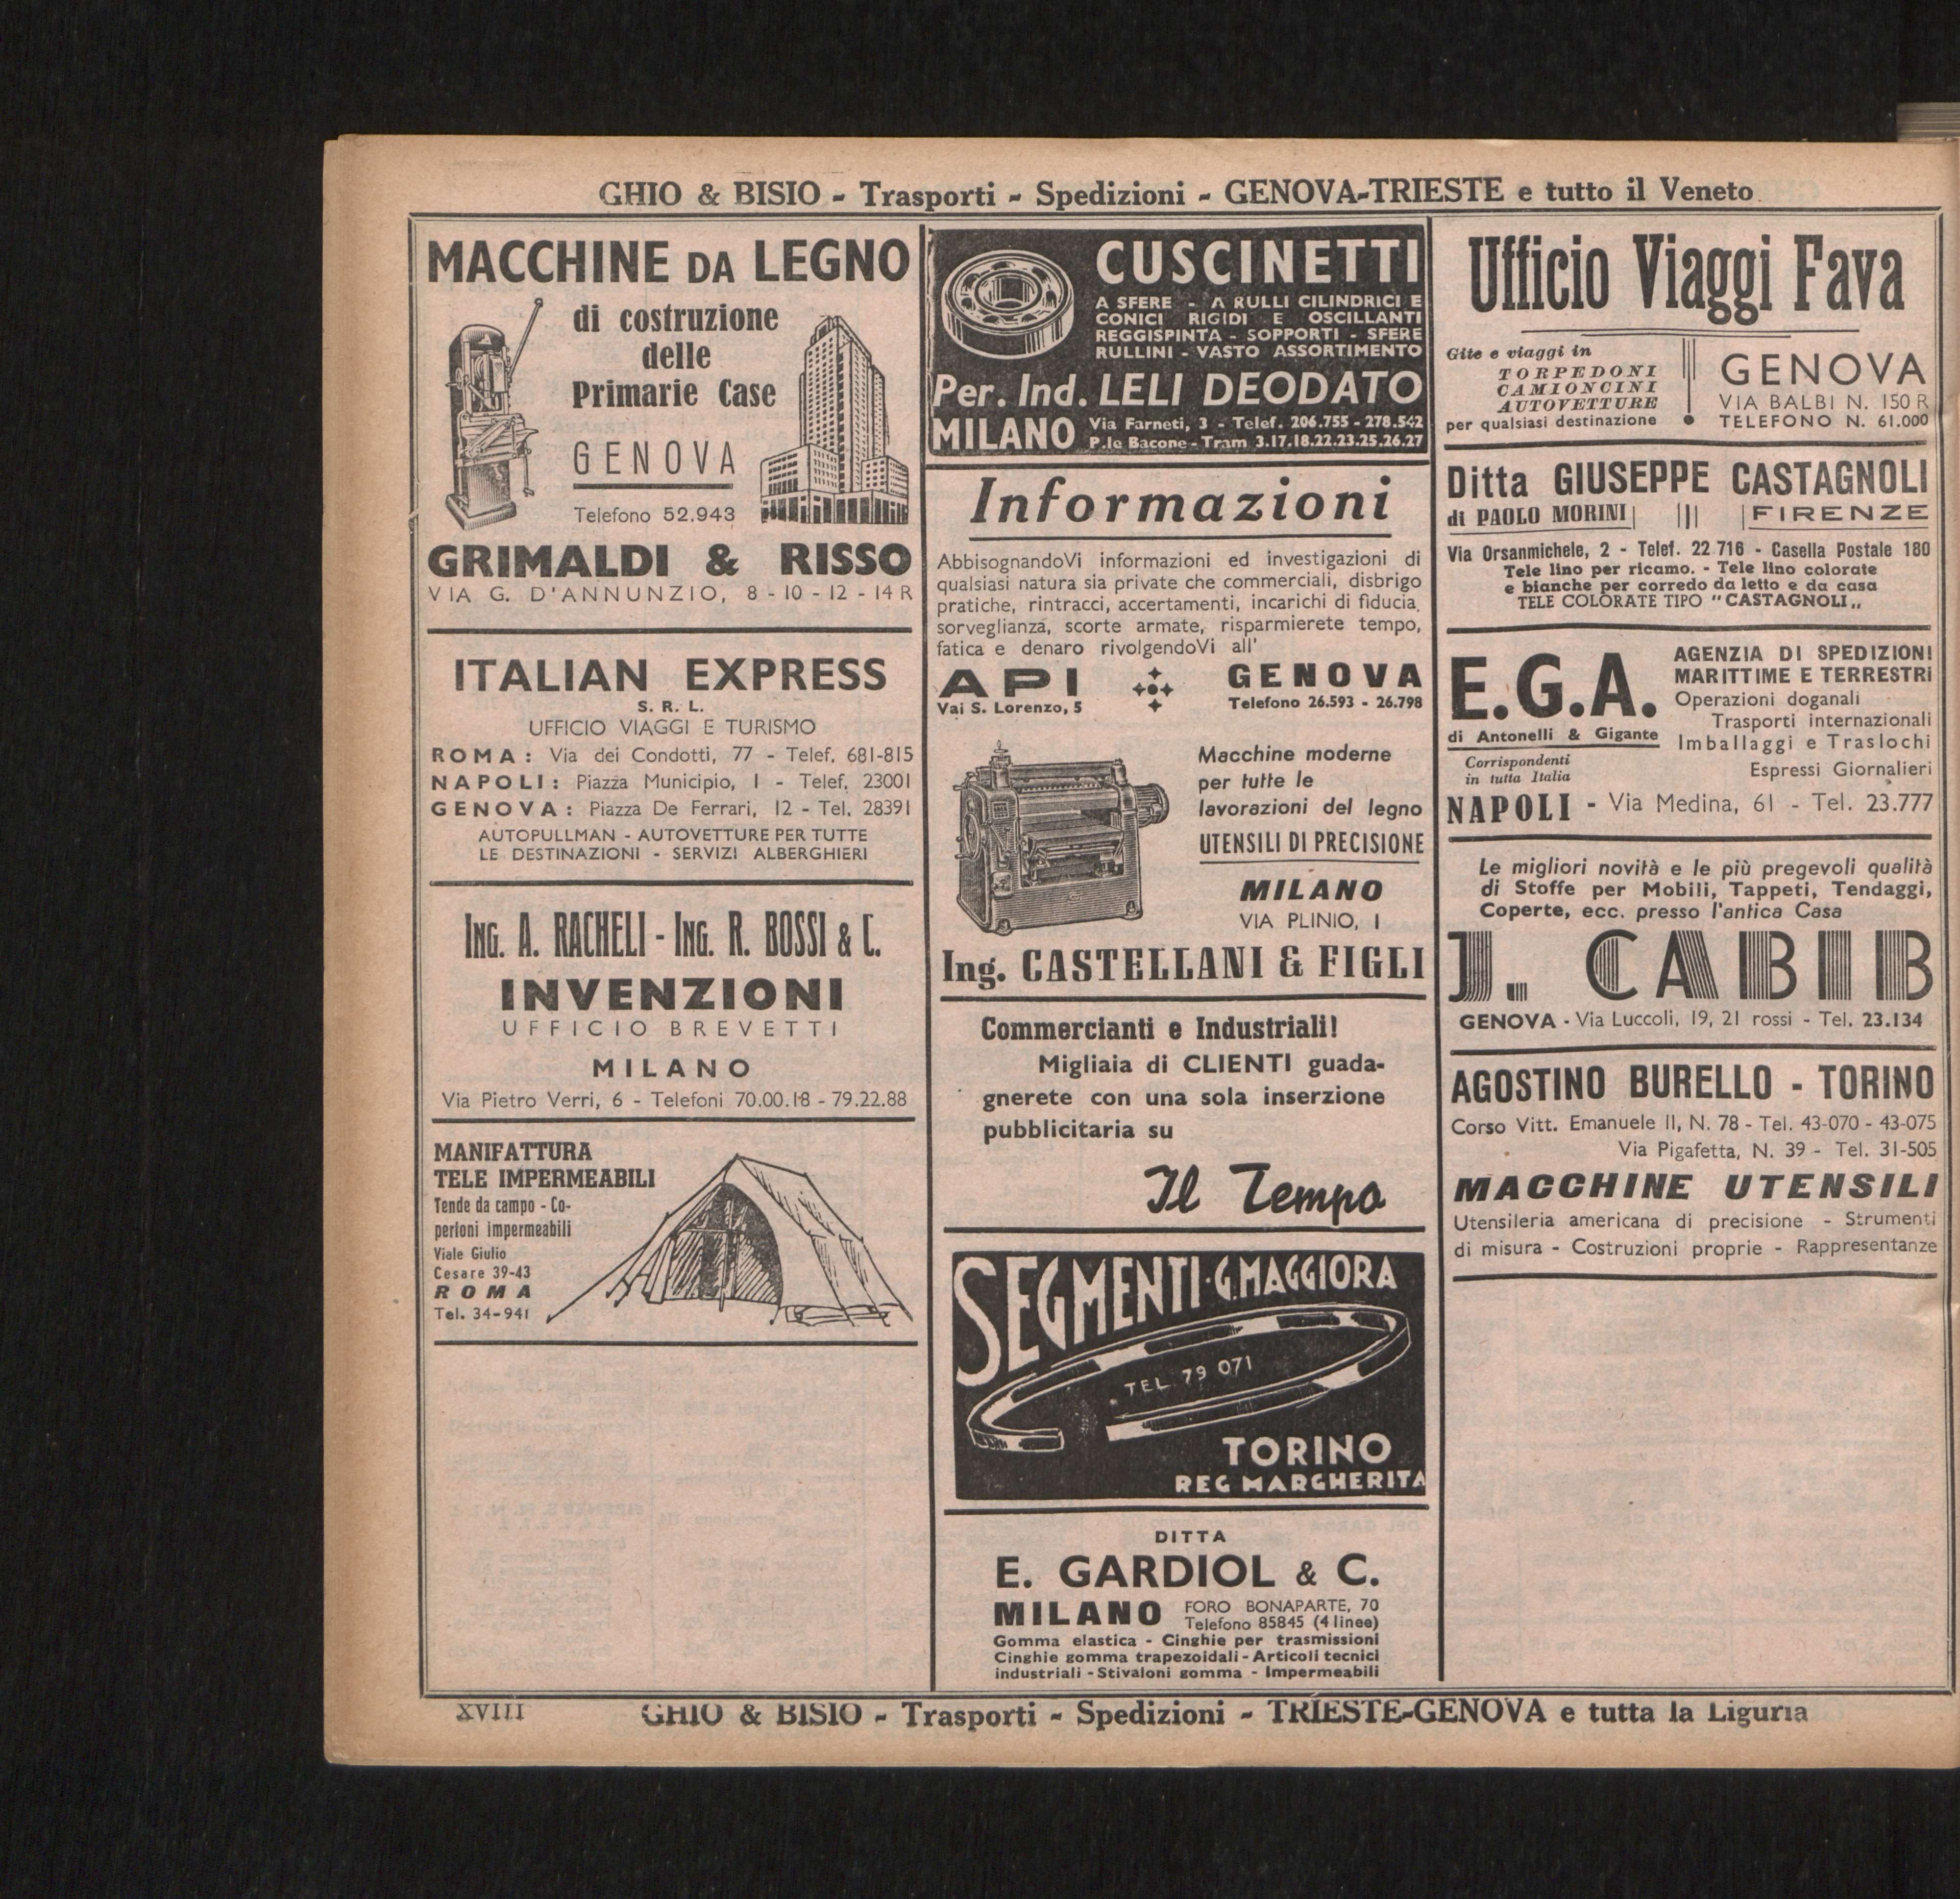 GHIO & BISIO - Trasporti - Spedizioni - GENOVA-TRIESTE e tutto il Veneto
MACCHINE DA LEGNO
di costruzione
delle
Primarie Case
GENOVA
Telefono 52.943
GRIMALDI & RISSO
VIA G. D'ANNUNZIO, 8 - 10 - 12 - 14 R
ITALIAN EXPRESS
S. R. L.
UFFICIO VIAGGI E TURISMO
ROMA: Via dei Condotti, 77 - Telef. 681-815
NAPOLI: Piazza Municipio, 1 - Telef. 23001
GENOVA: Piazza De Ferrari, 12 - Tel. 28391
AUTOPULLMAN - AUTOVETTURE PER TUTTE
LE DESTINAZIONI - SERVIZI ALBERGHIERI
ING. A. RACHELI - ING. R. BOSSI & C.
INVENZIONI
UFFICIO BREVETTI
MILANO
Via Pietro Verri, 6 - Telefoni 70.00.18 - 79.22.88
MANIFATTURA
TELE IMPERMEABILI
Tende da campo - Co-
pertoni impermeabili
Viale Giulio
Cesare 39-43
ROMA
Tel. 34-941
CUSCINETTI
A SFERE - A RULLI CILINDRICI E
CONICI RIGIDI E OSCILLANTI
REGGISPINTA - SOPPORTI - SFERE
RULLINI - VASTO ASSORTIMENTO
Per. Ind. LELI DEODATO
MILANO Via Farneti, 3 - Telef. 206.755 - 278.542
P.le Bacone - Tram 3.17.18.22.23.25.26.27
Informazioni
AbbisognandoVi informazioni ed investigazioni di
qualsiasi natura sia private che commerciali, disbrigo
pratiche, rintracci, accertamenti, incarichi di fiducia,
sorveglianza, scorte armate, risparmierete tempo,
fatica e denaro rivolgendoVi all'
API GENOVA
Vai S. Lorenzo, 5 Telefono 26.593 - 26.798
Macchine moderne
per tutte le
lavorazioni del legno
UTENSILI DI PRECISIONE
MILANO
VIA PLINIO, 1
Ing. CASTELLANI & FIGLI
Commercianti e Industriali!
Migliaia di CLIENTI guada-
gnerete con una sola inserzione
pubblicitaria su
Il Tempo
SEGMENTI·G.MAGGIORA
TEL. 79 071
TORINO
REG MARGHERITA
DITTA
E. GARDIOL & C.
MILANO FORO BONAPARTE, 70
Telefono 85845 (4 linee)
Gomma elastica - Cinghie per trasmissioni
Cinghie gomma trapezoidali - Articoli tecnici
industriali - Stivaloni gomma - Impermeabili
Ufficio Viaggi Fava
Gite e viaggi in
TORPEDONI
CAMIONCINI
AUTOVETTURE
per qualsiasi destinazione
GENOVA
VIA BALBI N. 150 R
TELEFONO N. 61.000
Ditta GIUSEPPE CASTAGNOLI
di PAOLO MORINI FIRENZE
Via Orsanmichele, 2 - Telef. 22 716 - Casella Postale 180
Tele lino per ricamo. - Tele lino colorate
e bianche per corredo da letto e da casa
TELE COLORATE TIPO "CASTAGNOLI„
E.G.A.
di Antonelli & Gigante
Corrispondenti
in tutta Italia
AGENZIA DI SPEDIZIONI
MARITTIME E TERRESTRI
Operazioni doganali
Trasporti internazionali
Imballaggi e Traslochi
Espressi Giornalieri
NAPOLI - Via Medina, 61 - Tel. 23.777
Le migliori novità e le più pregevoli qualità
di Stoffe per Mobili, Tappeti, Tendaggi,
Coperte, ecc. presso l'antica Casa
J. CABIB
GENOVA - Via Luccoli, 19, 21 rossi - Tel. 23.134
AGOSTINO BURELLO - TORINO
Corso Vitt. Emanuele II, N. 78 - Tel. 43-070 - 43-075
Via Pigafetta, N. 39 - Tel. 31-505
MACCHINE UTENSILI
Utensileria americana di precisione - Strumenti
di misura - Costruzioni proprie - Rappresentanze
XVIII GHIO & BISIO - Trasporti - Spedizioni - TRIESTE-GENOVA e tutta la Liguria